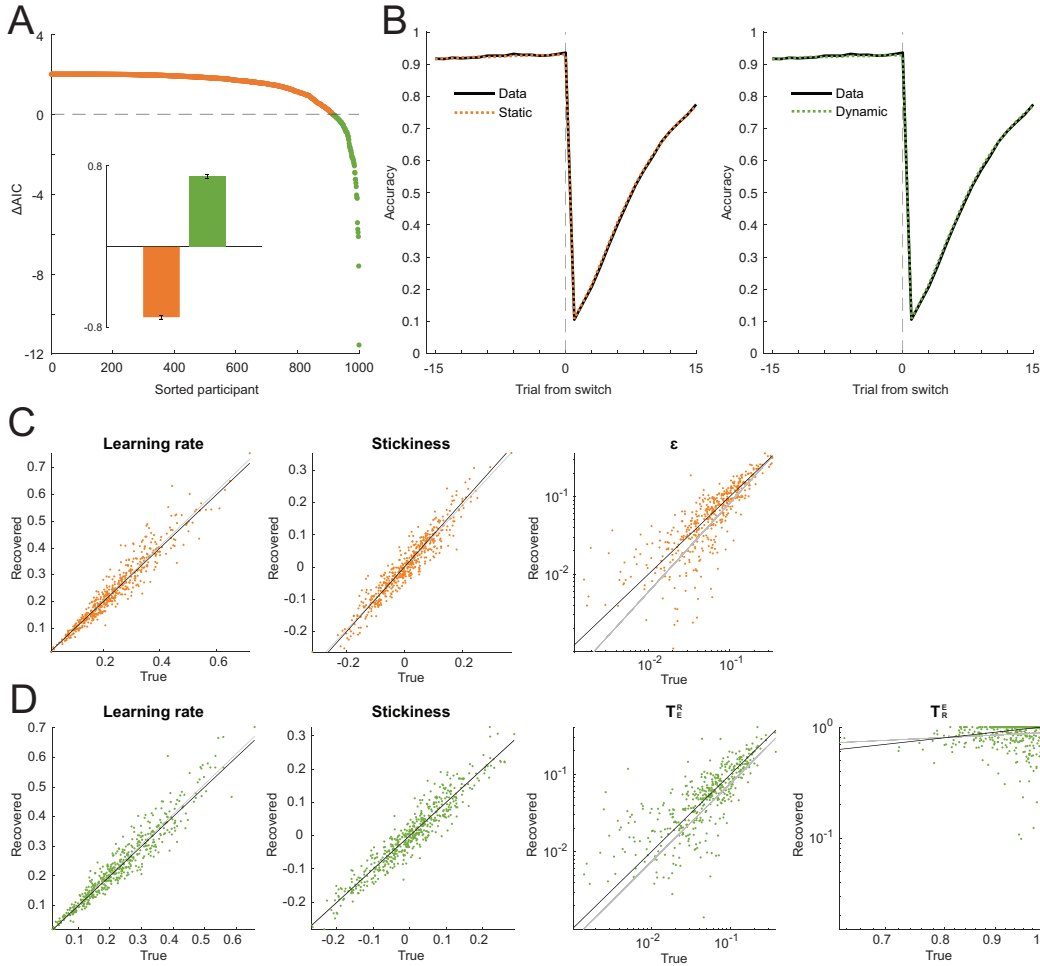 A
4
0
-4
-8
-12
ΔAIC
0.8
-0.8
0 200 400 600 800 1000
Sorted participant
B
1
0.9
0.8
0.7
0.6
0.5
0.4
0.3
0.2
0.1
0
Accuracy
Data
Static
-15 0 15
Trial from switch
1
0.9
0.8
0.7
0.6
0.5
0.4
0.3
0.2
0.1
0
Accuracy
Data
Dynamic
-15 0 15
Trial from switch
C
Learning rate
0.7
0.6
0.5
0.4
0.3
0.2
0.1
Recovered
0.2 0.4 0.6
True
Stickiness
0.3
0.2
0.1
0
-0.1
-0.2
Recovered
-0.2 0 0.2
True
ε
10⁻¹
10⁻²
Recovered
10⁻² 10⁻¹
True
D
Learning rate
0.7
0.6
0.5
0.4
0.3
0.2
0.1
Recovered
0.1 0.2 0.3 0.4 0.5 0.6
True
Stickiness
0.3
0.2
0.1
0
-0.1
-0.2
Recovered
-0.2 -0.1 0 0.1 0.2
True
T_E^R
10⁻¹
10⁻²
Recovered
10⁻² 10⁻¹
True
T_R^E
10⁰
10⁻¹
Recovered
0.7 0.8 0.9 1
True